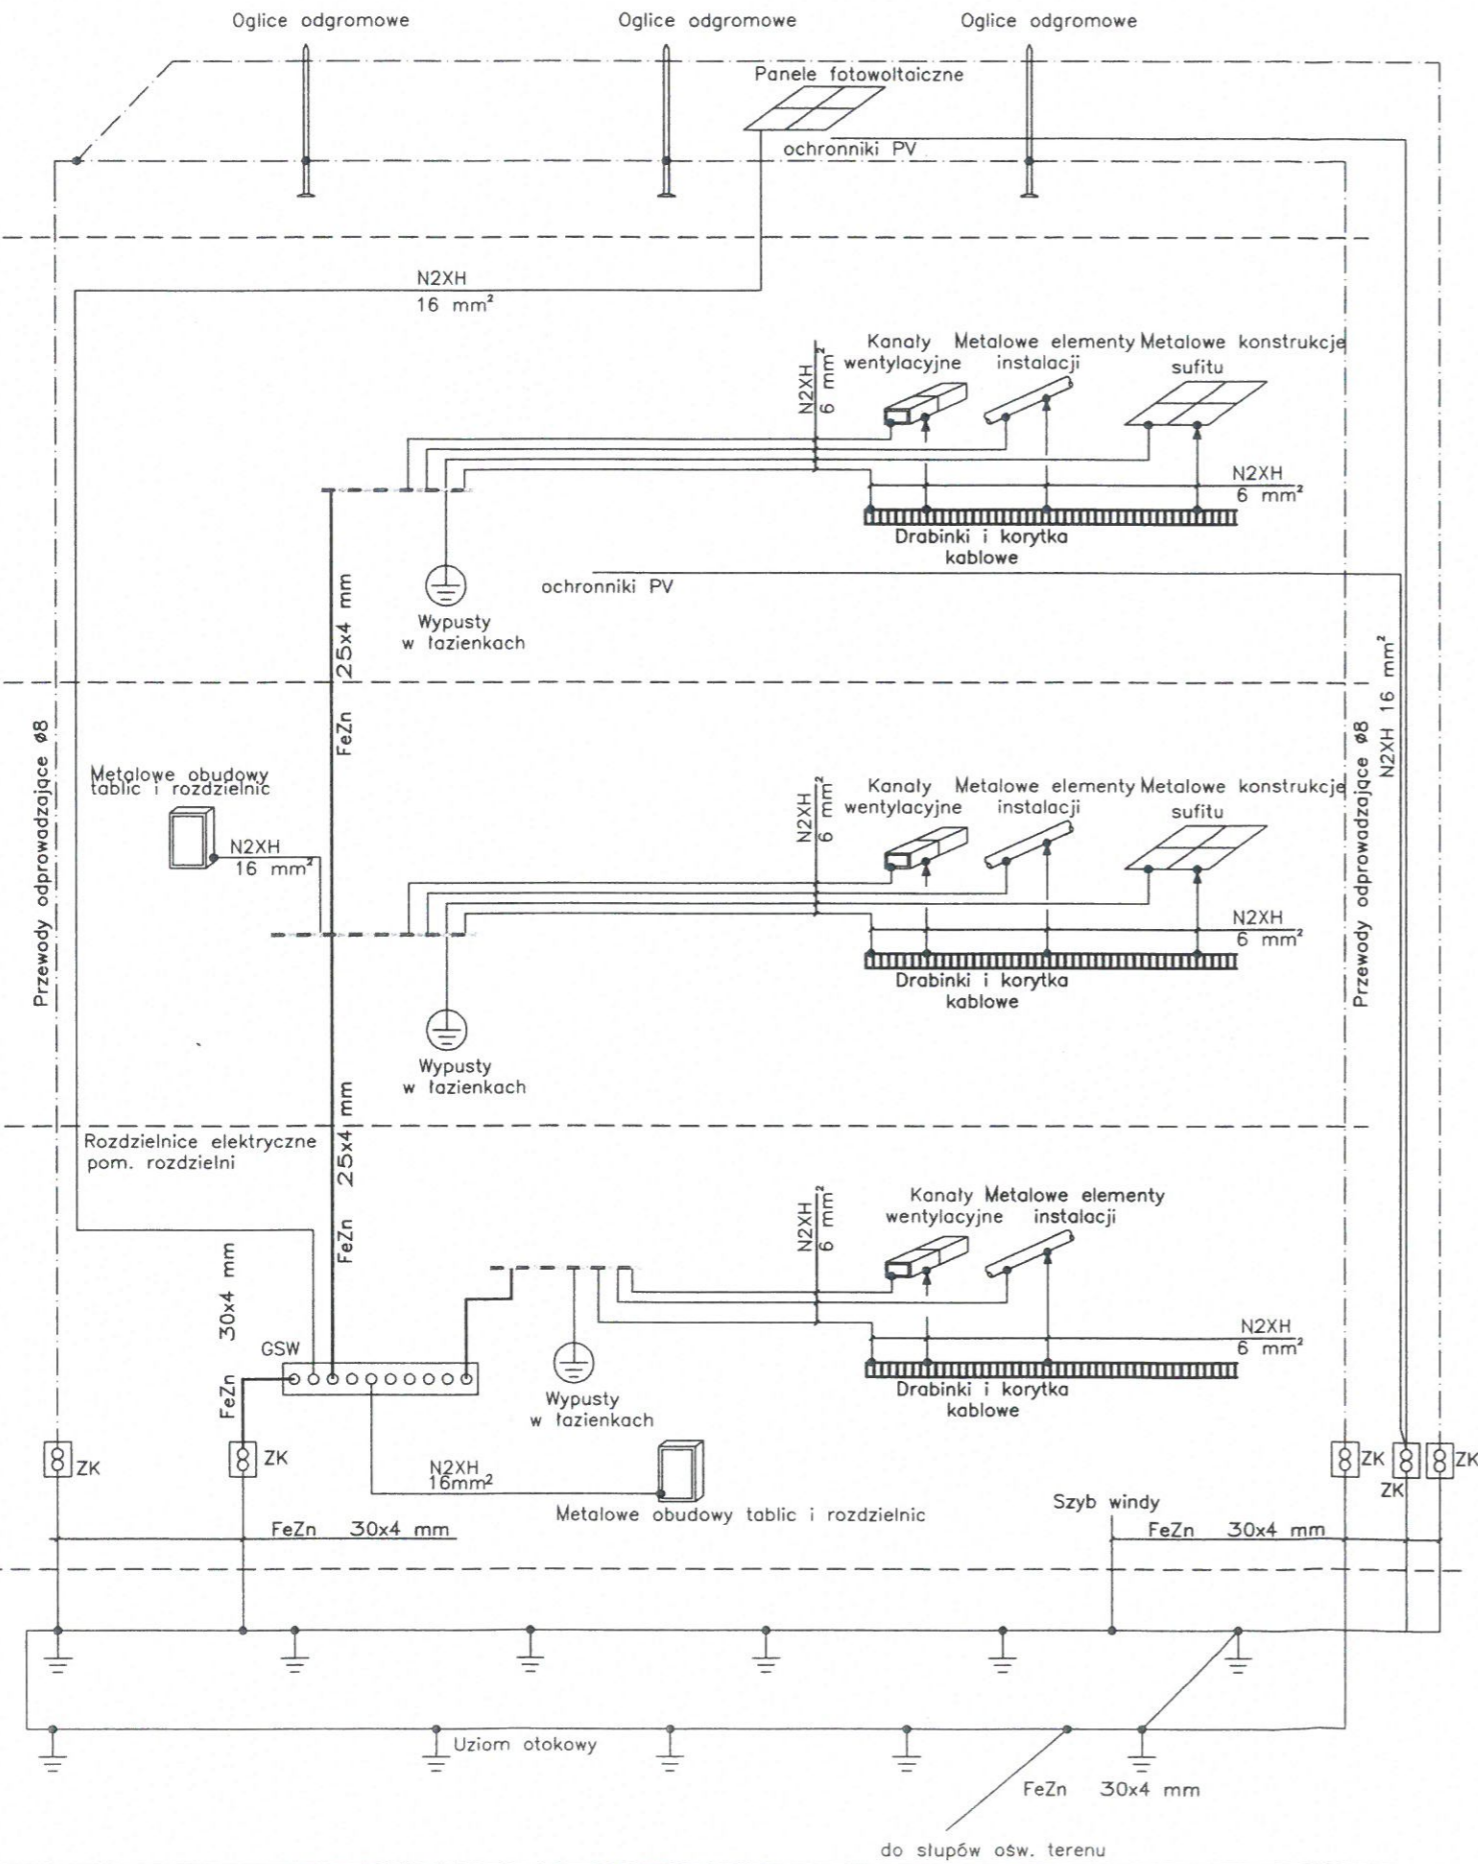 Oglice odgromowe
Oglice odgromowe
Oglice odgromowe
Panele fotowoltaiczne
ochronniki PV
N2XH
16 mm²
N2XH
6 mm²
Kanały
wentylacyjne
Metalowe elementy
instalacji
Metalowe konstrukcje
sufitu
N2XH
6 mm²
Drabinki i korytka
kablowe
FeZn 25x4 mm
Wypusty
w łazienkach
ochronniki PV
N2XH 16 mm²
Przewody odprowadzające ø8
Przewody odprowadzające ø8
Metalowe obudowy
tablic i rozdzielnic
N2XH
16 mm²
N2XH
6 mm²
Kanały
wentylacyjne
Metalowe elementy
instalacji
Metalowe konstrukcje
sufitu
N2XH
6 mm²
Drabinki i korytka
kablowe
Wypusty
w łazienkach
FeZn 25x4 mm
Rozdzielnice elektryczne
pom. rozdzielni
N2XH
6 mm²
Kanały
wentylacyjne
Metalowe elementy
instalacji
N2XH
6 mm²
Drabinki i korytka
kablowe
FeZn 30x4 mm
GSW
Wypusty
w łazienkach
ZK
ZK
N2XH
16mm²
Metalowe obudowy tablic i rozdzielnic
ZK
ZK
ZK
Szyb windy
FeZn 30x4 mm
FeZn 30x4 mm
Uziom otokowy
FeZn 30x4 mm
do słupów ośw. terenu